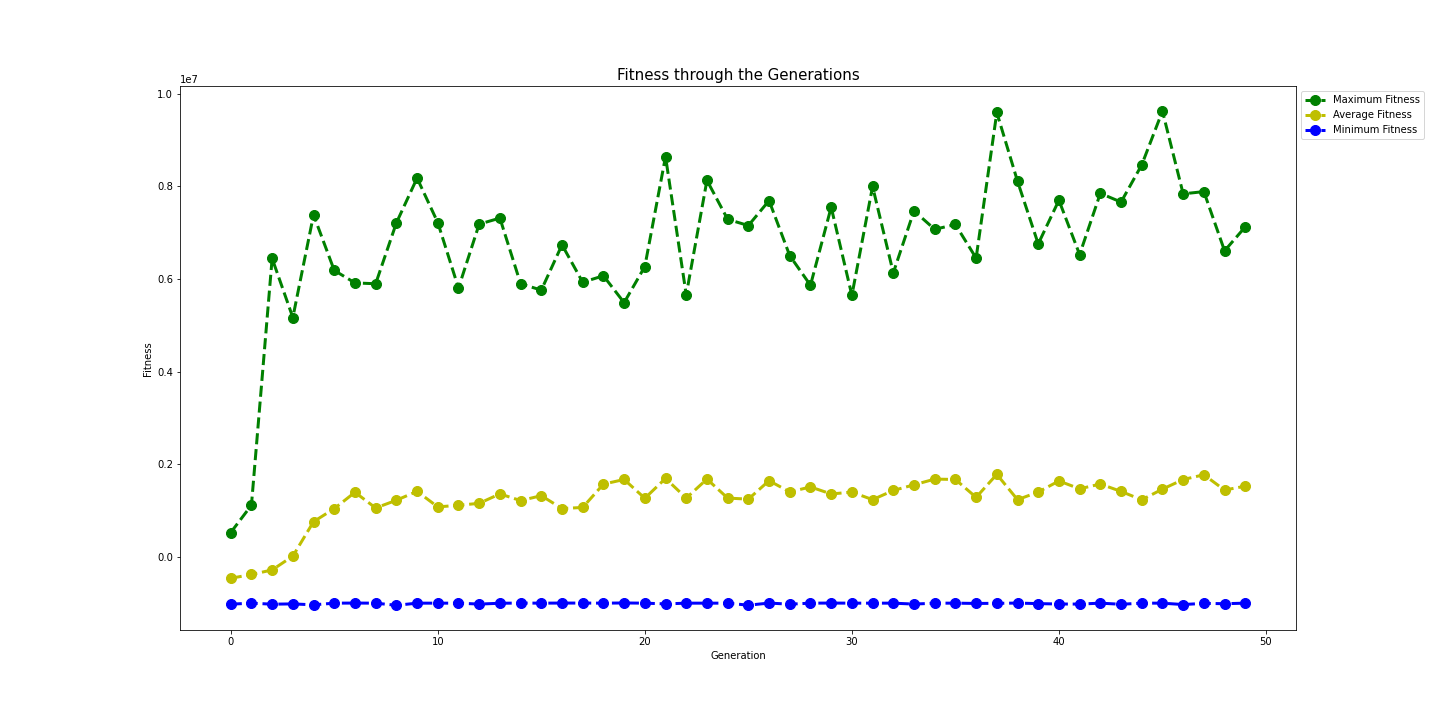 Fitness through the Generations
1e7
1.0
0.8
0.6
0.4
0.2
0.0
Fitness
0 10 20 30 40 50
Generation
Maximum Fitness
Average Fitness
Minimum Fitness